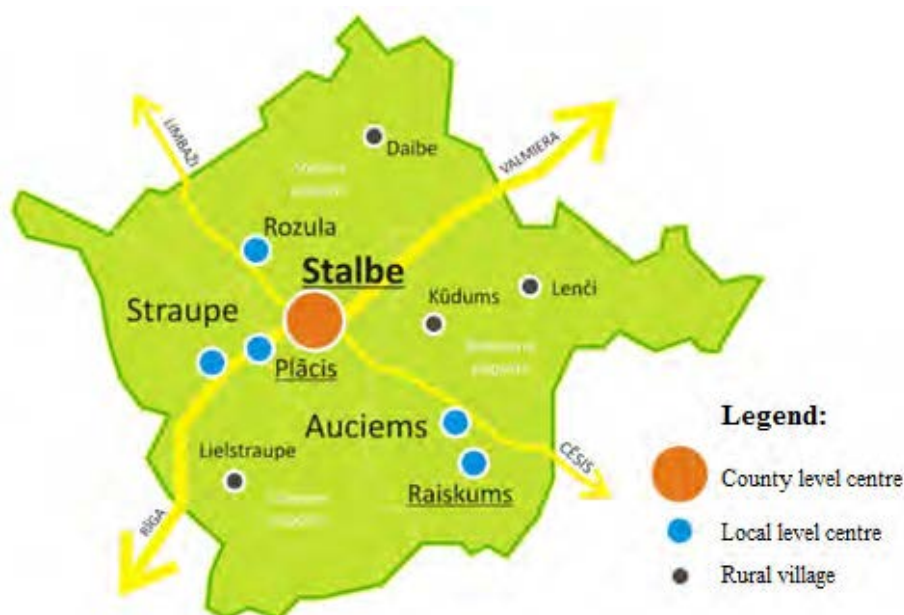 LIMBAŽI
Daibe
VALMIERA
Rozula
Stalbe
Lenči
Kūdums
Straupe
Plācis
Auciems
Lielstraupe
Raiskums
CĒSIS
RĪGA
Legend:
County level centre
Local level centre
Rural village